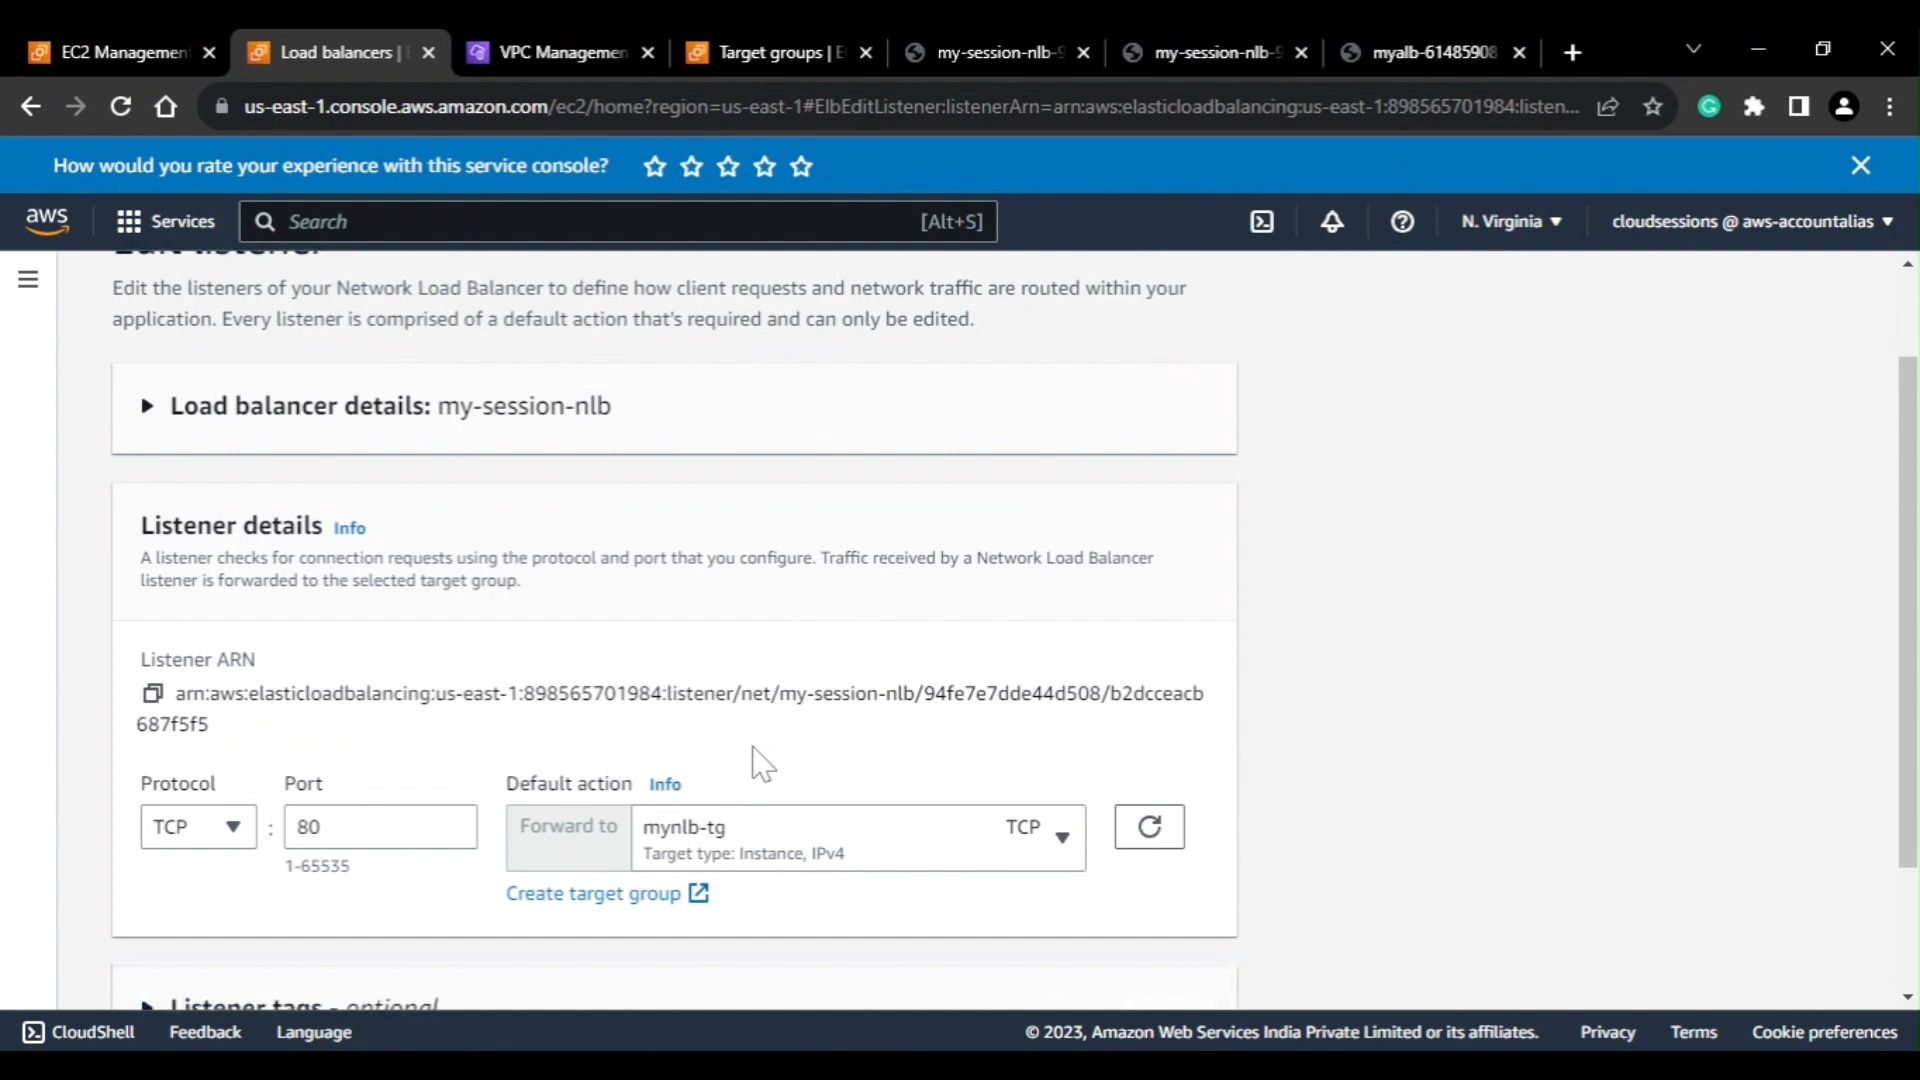 EC2 Managemen
Load balancers |
VPC Managemen
Target groups | E
my-session-nlb-9
my-session-nlb-9
myalb-61485908
us-east-1.console.aws.amazon.com/ec2/home?region=us-east-1#ElbEditListener:listenerArn=arn:aws:elasticloadbalancing:us-east-1:898565701984:listen...
How would you rate your experience with this service console?
aws
Services
Search
[Alt+S]
N. Virginia
cloudsessions @ aws-accountalias
Edit listener
Edit the listeners of your Network Load Balancer to define how client requests and network traffic are routed within your
application. Every listener is comprised of a default action that's required and can only be edited.
Load balancer details: my-session-nlb
Listener details Info
A listener checks for connection requests using the protocol and port that you configure. Traffic received by a Network Load Balancer
listener is forwarded to the selected target group.
Listener ARN
arn:aws:elasticloadbalancing:us-east-1:898565701984:listener/net/my-session-nlb/94fe7e7dde44d508/b2dcceacb
687f5f5
Protocol
Port
Default action Info
TCP
:
80
Forward to
mynlb-tg
TCP
Target type: Instance, IPv4
1-65535
Create target group
Listener tags - optional
CloudShell
Feedback
Language
© 2023, Amazon Web Services India Private Limited or its affiliates.
Privacy
Terms
Cookie preferences